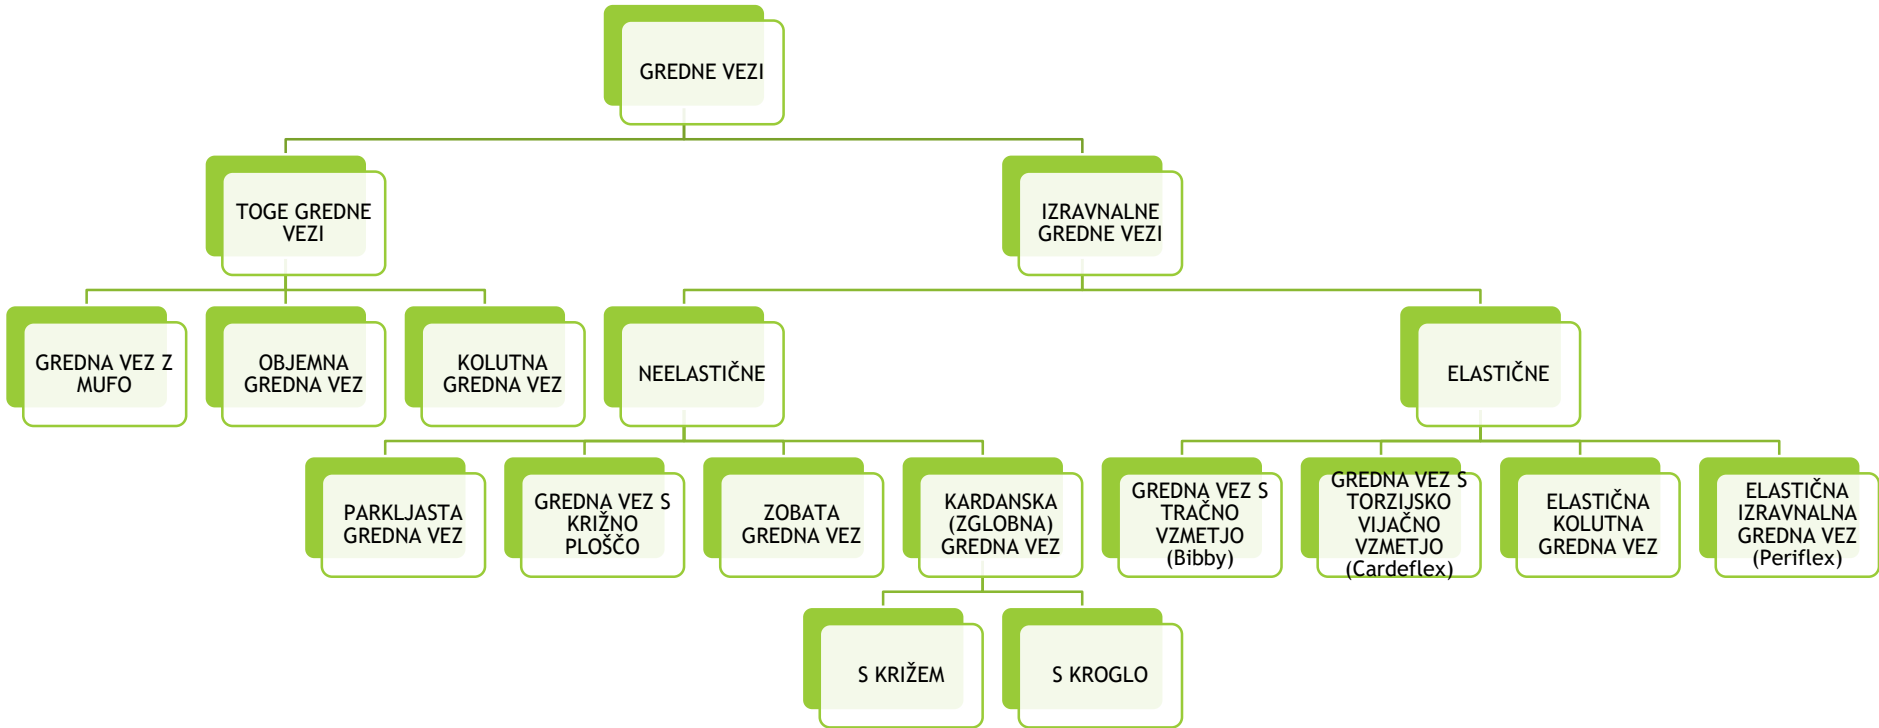 GREDNE VEZI
TOGE GREDNE
VEZI
IZRAVNALNE
GREDNE VEZI
GREDNA VEZ Z
MUFO
OBJEMNA
GREDNA VEZ
KOLUTNA
GREDNA VEZ
NEELASTIČNE
ELASTIČNE
PARKLJASTA
GREDNA VEZ
GREDNA VEZ S
KRIŽNO
PLOŠČO
ZOBATA
GREDNA VEZ
KARDANSKA
(ZGLOBNA)
GREDNA VEZ
GREDNA VEZ S
TRAČNO
VZMETJO
(Bibby)
GREDNA VEZ S
TORZIJSKO
VIJAČNO
VZMETJO
(Cardeflex)
ELASTIČNA
KOLUTNA
GREDNA VEZ
ELASTIČNA
IZRAVNALNA
GREDNA VEZ
(Periflex)
S KRIŽEM
S KROGLO